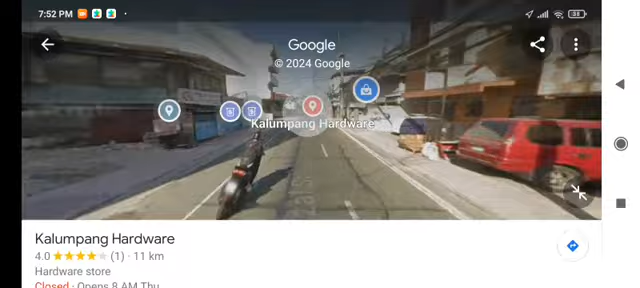 7:52 PM
Google
© 2024 Google
Kalumpang Hardware
Kalumpang Hardware
4.0 (1) · 11 km
Hardware store
Closed · Opens 8 AM Thu